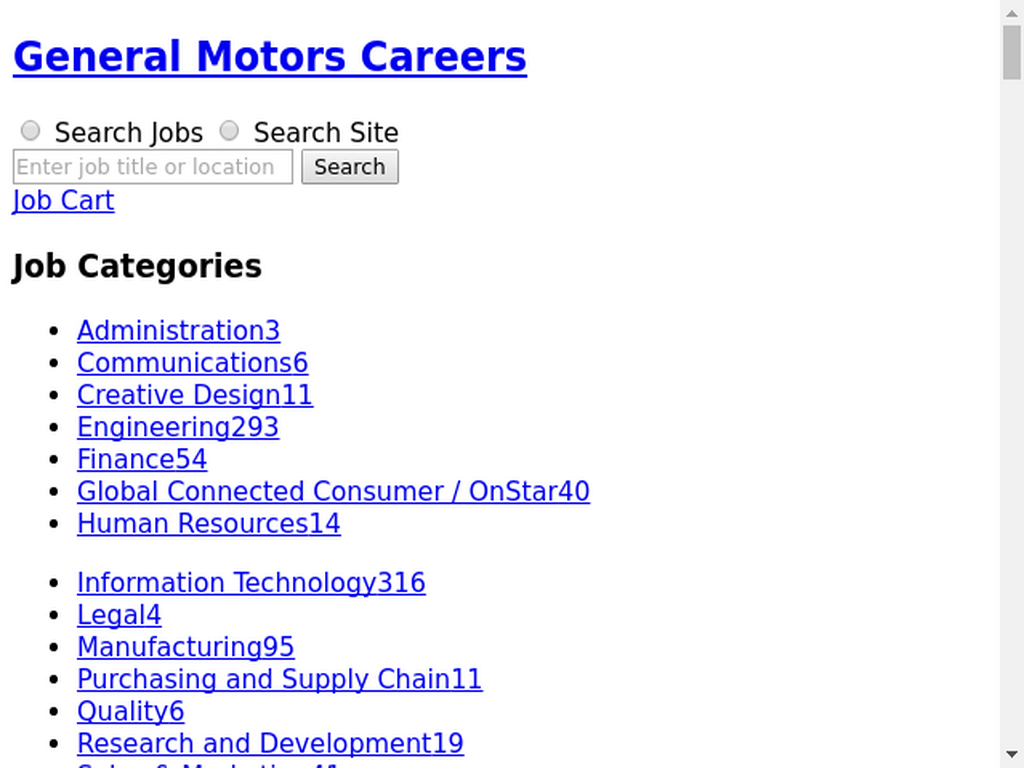 General Motors Careers
Search Jobs Search Site
Enter job title or location Search
Job Cart
Job Categories
Administration3
Communications6
Creative Design11
Engineering293
Finance54
Global Connected Consumer / OnStar40
Human Resources14
Information Technology316
Legal4
Manufacturing95
Purchasing and Supply Chain11
Quality6
Research and Development19